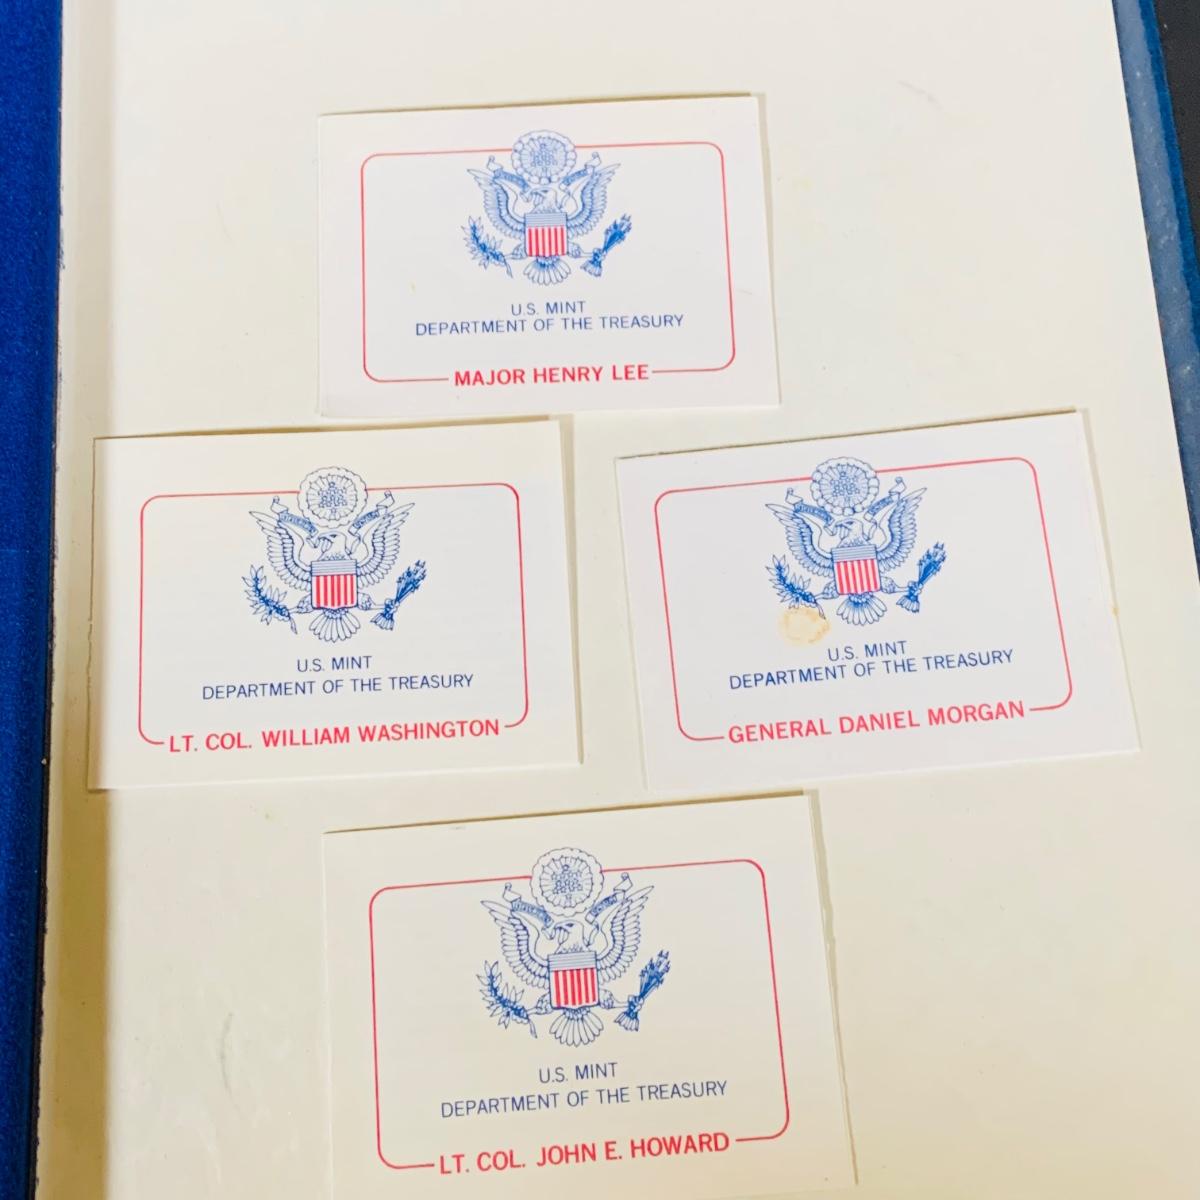 U.S. MINT
DEPARTMENT OF THE TREASURY
MAJOR HENRY LEE
U.S. MINT
DEPARTMENT OF THE TREASURY
LT. COL. WILLIAM WASHINGTON
U.S. MINT
DEPARTMENT OF THE TREASURY
GENERAL DANIEL MORGAN
U.S. MINT
DEPARTMENT OF THE TREASURY
LT. COL. JOHN E. HOWARD